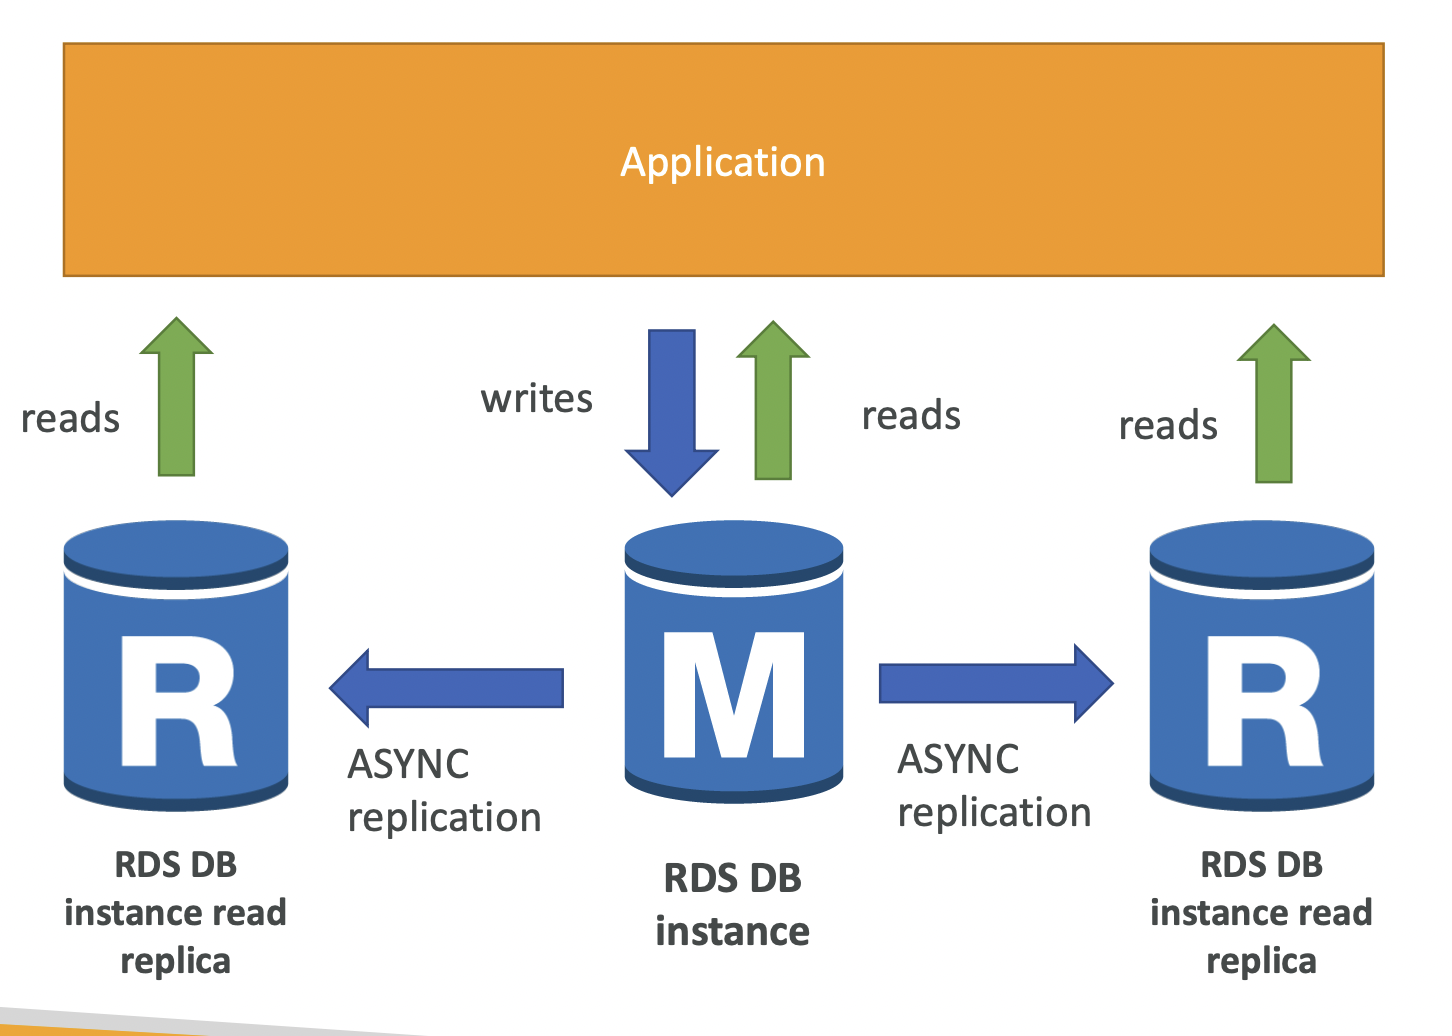 Application
reads
writes
reads
reads
R
M
R
ASYNC
replication
ASYNC
replication
RDS DB
instance read
replica
RDS DB
instance
RDS DB
instance read
replica